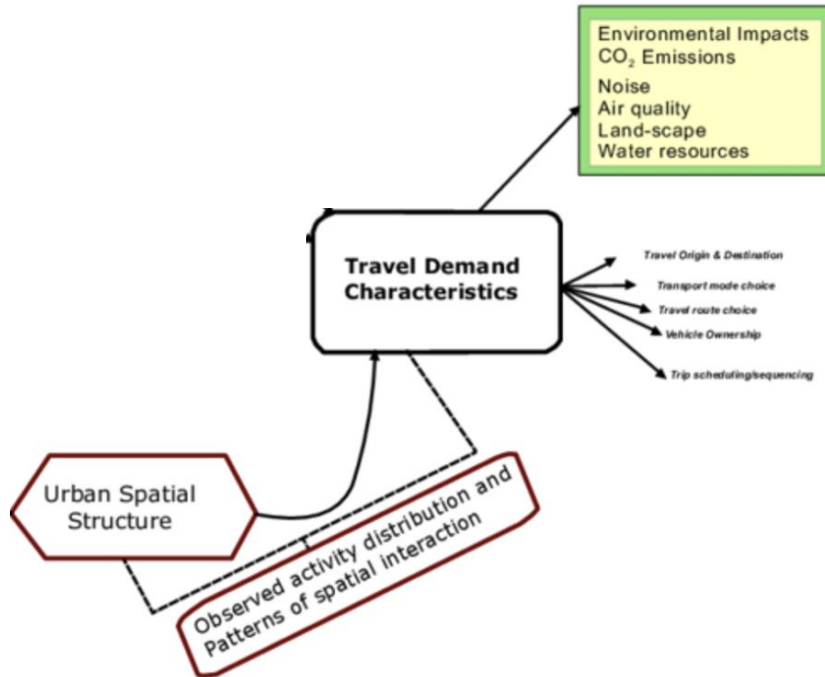 Environmental Impacts
CO₂ Emissions
Noise
Air quality
Land-scape
Water resources
Travel Demand
Characteristics
Travel Origin & Destination
Transport mode choice
Travel route choice
Vehicle Ownership
Trip scheduling/sequencing
Urban Spatial
Structure
Observed activity distribution and
Patterns of spatial interaction